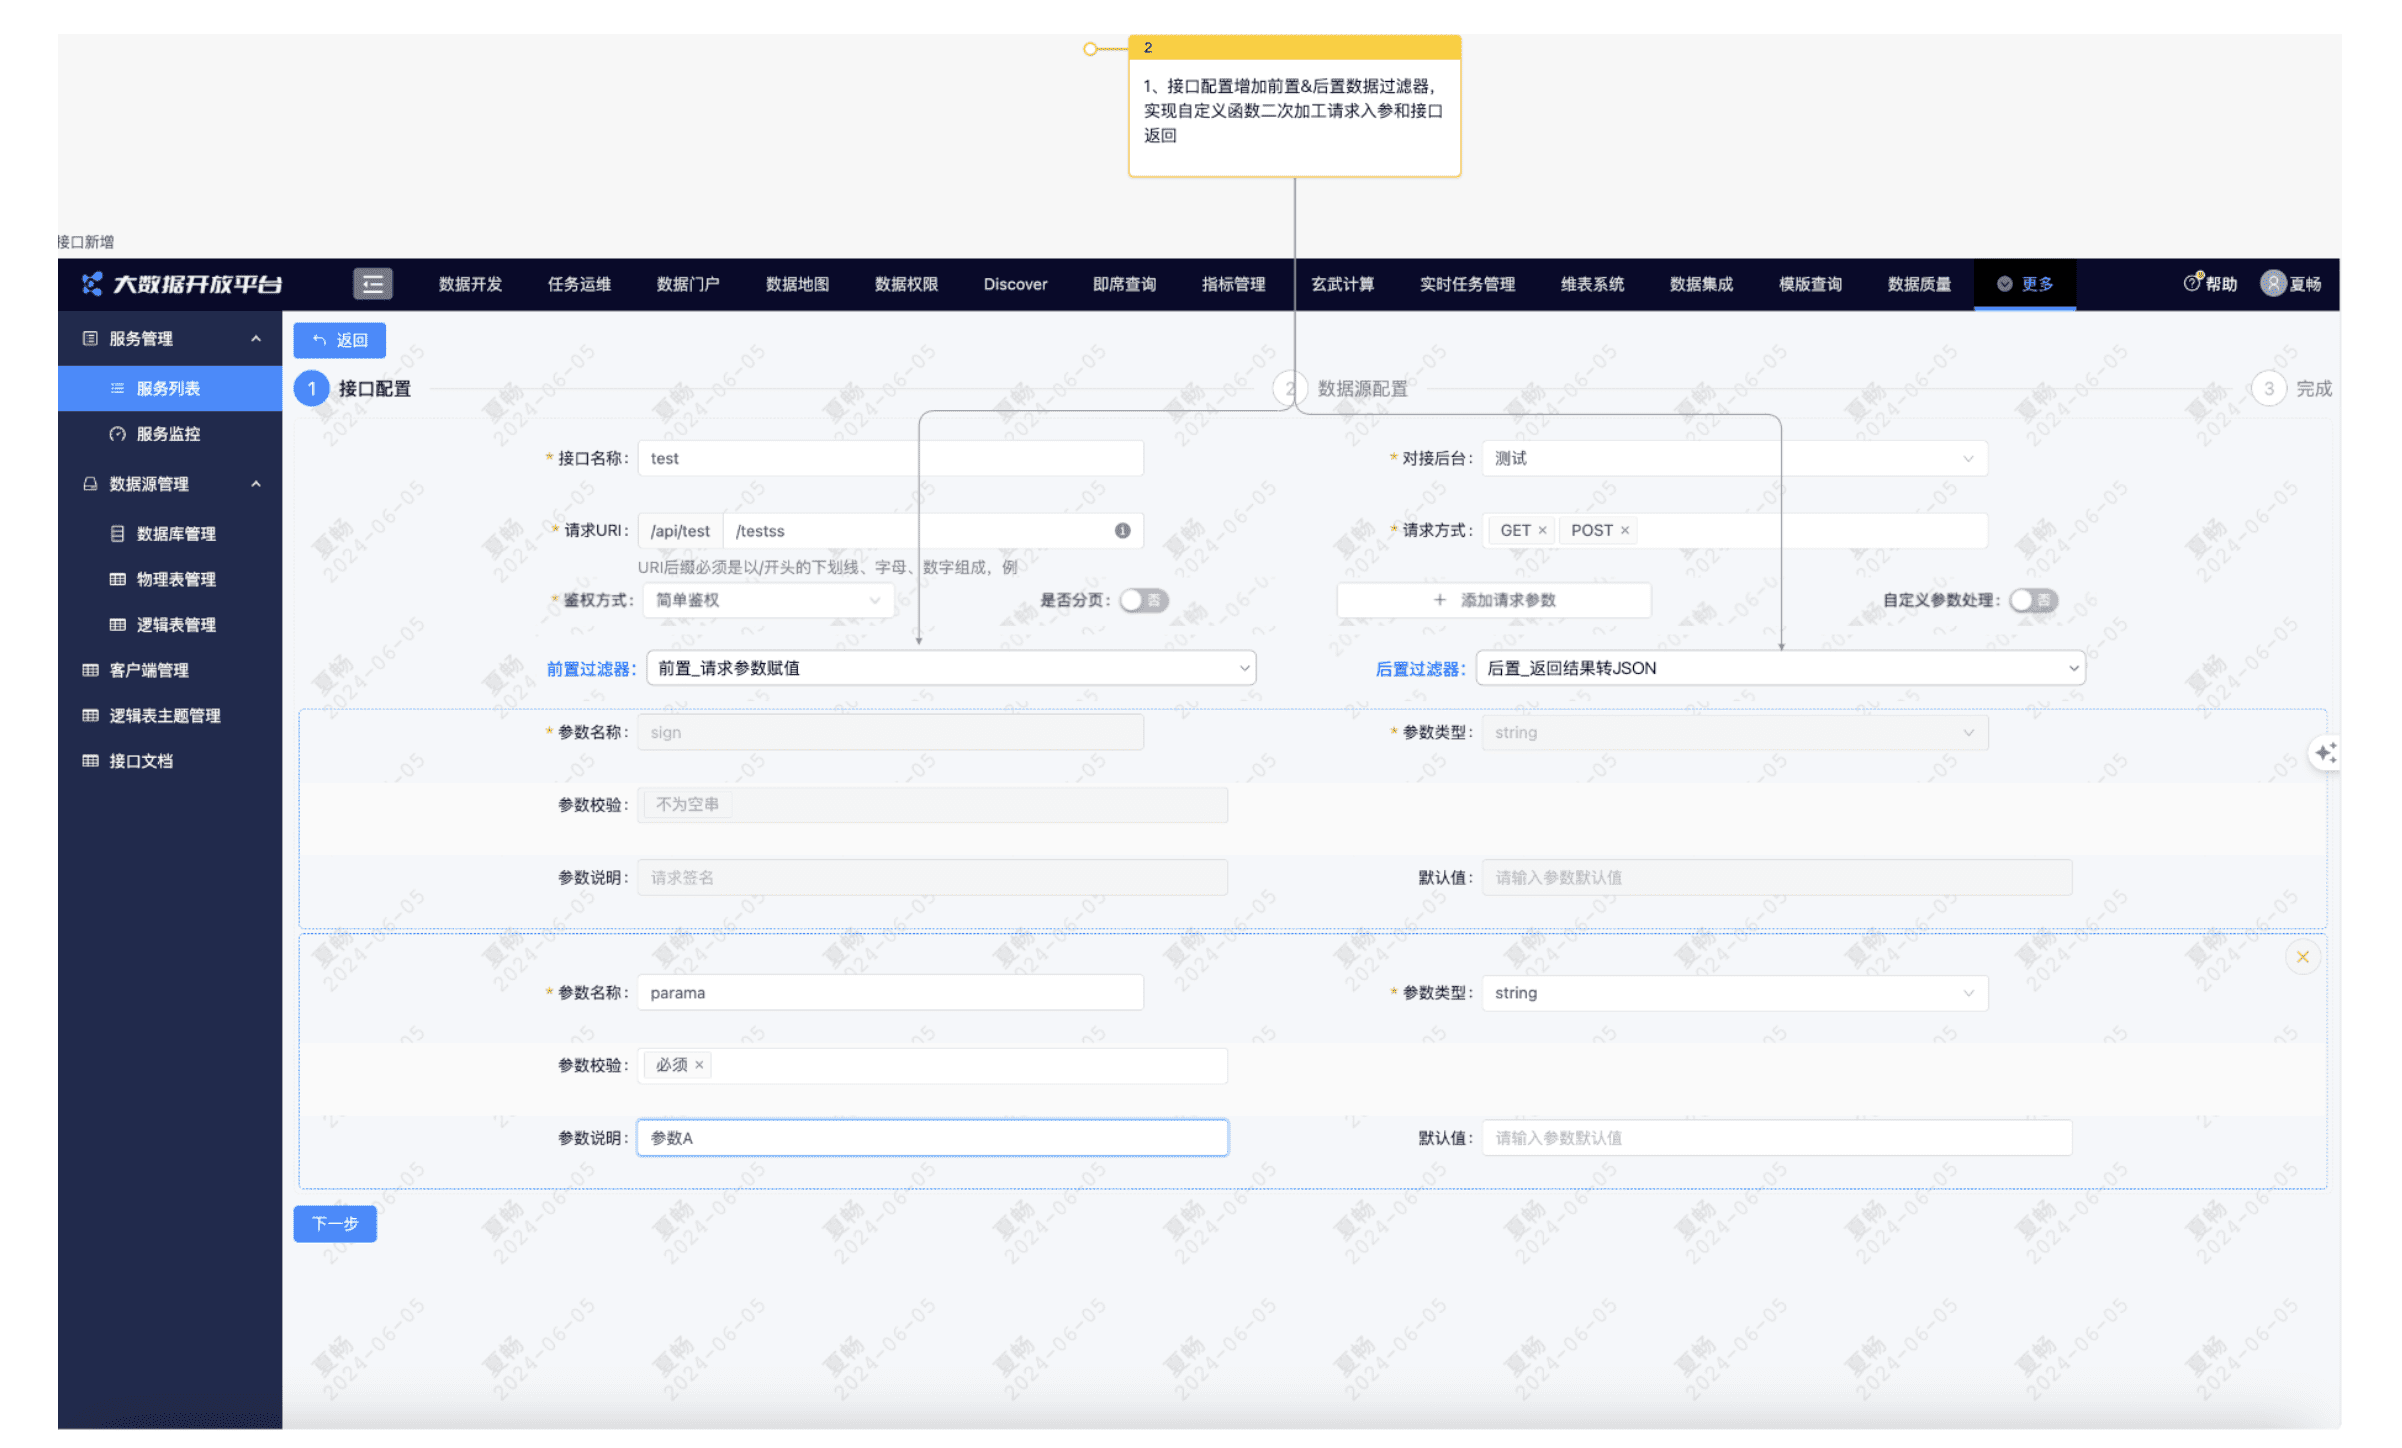 2
1、接口配置增加前置&后置数据过滤器，
实现自定义函数二次加工请求入参和接口
返回
接口新增
大数据开放平台
数据开发 任务运维 数据门户 数据地图 数据权限 Discover 即席查询 指标管理 玄武计算 实时任务管理 维表系统 数据集成 模版查询 数据质量 更多 帮助 夏畅
服务管理
服务列表
服务监控
数据源管理
数据库管理
物理表管理
逻辑表管理
客户端管理
逻辑表主题管理
接口文档
返回
1 接口配置 2 数据源配置 3 完成
* 接口名称： test * 对接后台： 测试
* 请求URI： /api/test /testss * 请求方式： GET × POST ×
URI后缀必须是以/开头的下划线、字母、数字组成，例
* 鉴权方式： 简单鉴权 是否分页： 否 + 添加请求参数 自定义参数处理： 否
前置过滤器： 前置_请求参数赋值 后置过滤器： 后置_返回结果转JSON
* 参数名称： sign * 参数类型： string
参数校验： 不为空串
参数说明： 请求签名 默认值： 请输入参数默认值
* 参数名称： parama * 参数类型： string
参数校验： 必须 ×
参数说明： 参数A 默认值： 请输入参数默认值
下一步
夏畅
2024-06-05